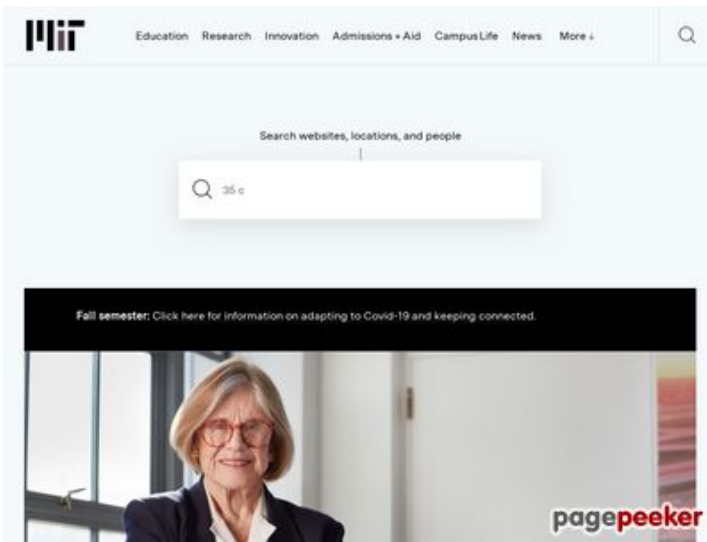 MIT
Education Research Innovation Admissions + Aid Campus Life News More ↓
Search websites, locations, and people
35 c
Fall semester: Click here for information on adapting to Covid-19 and keeping connected.
pagepeeker